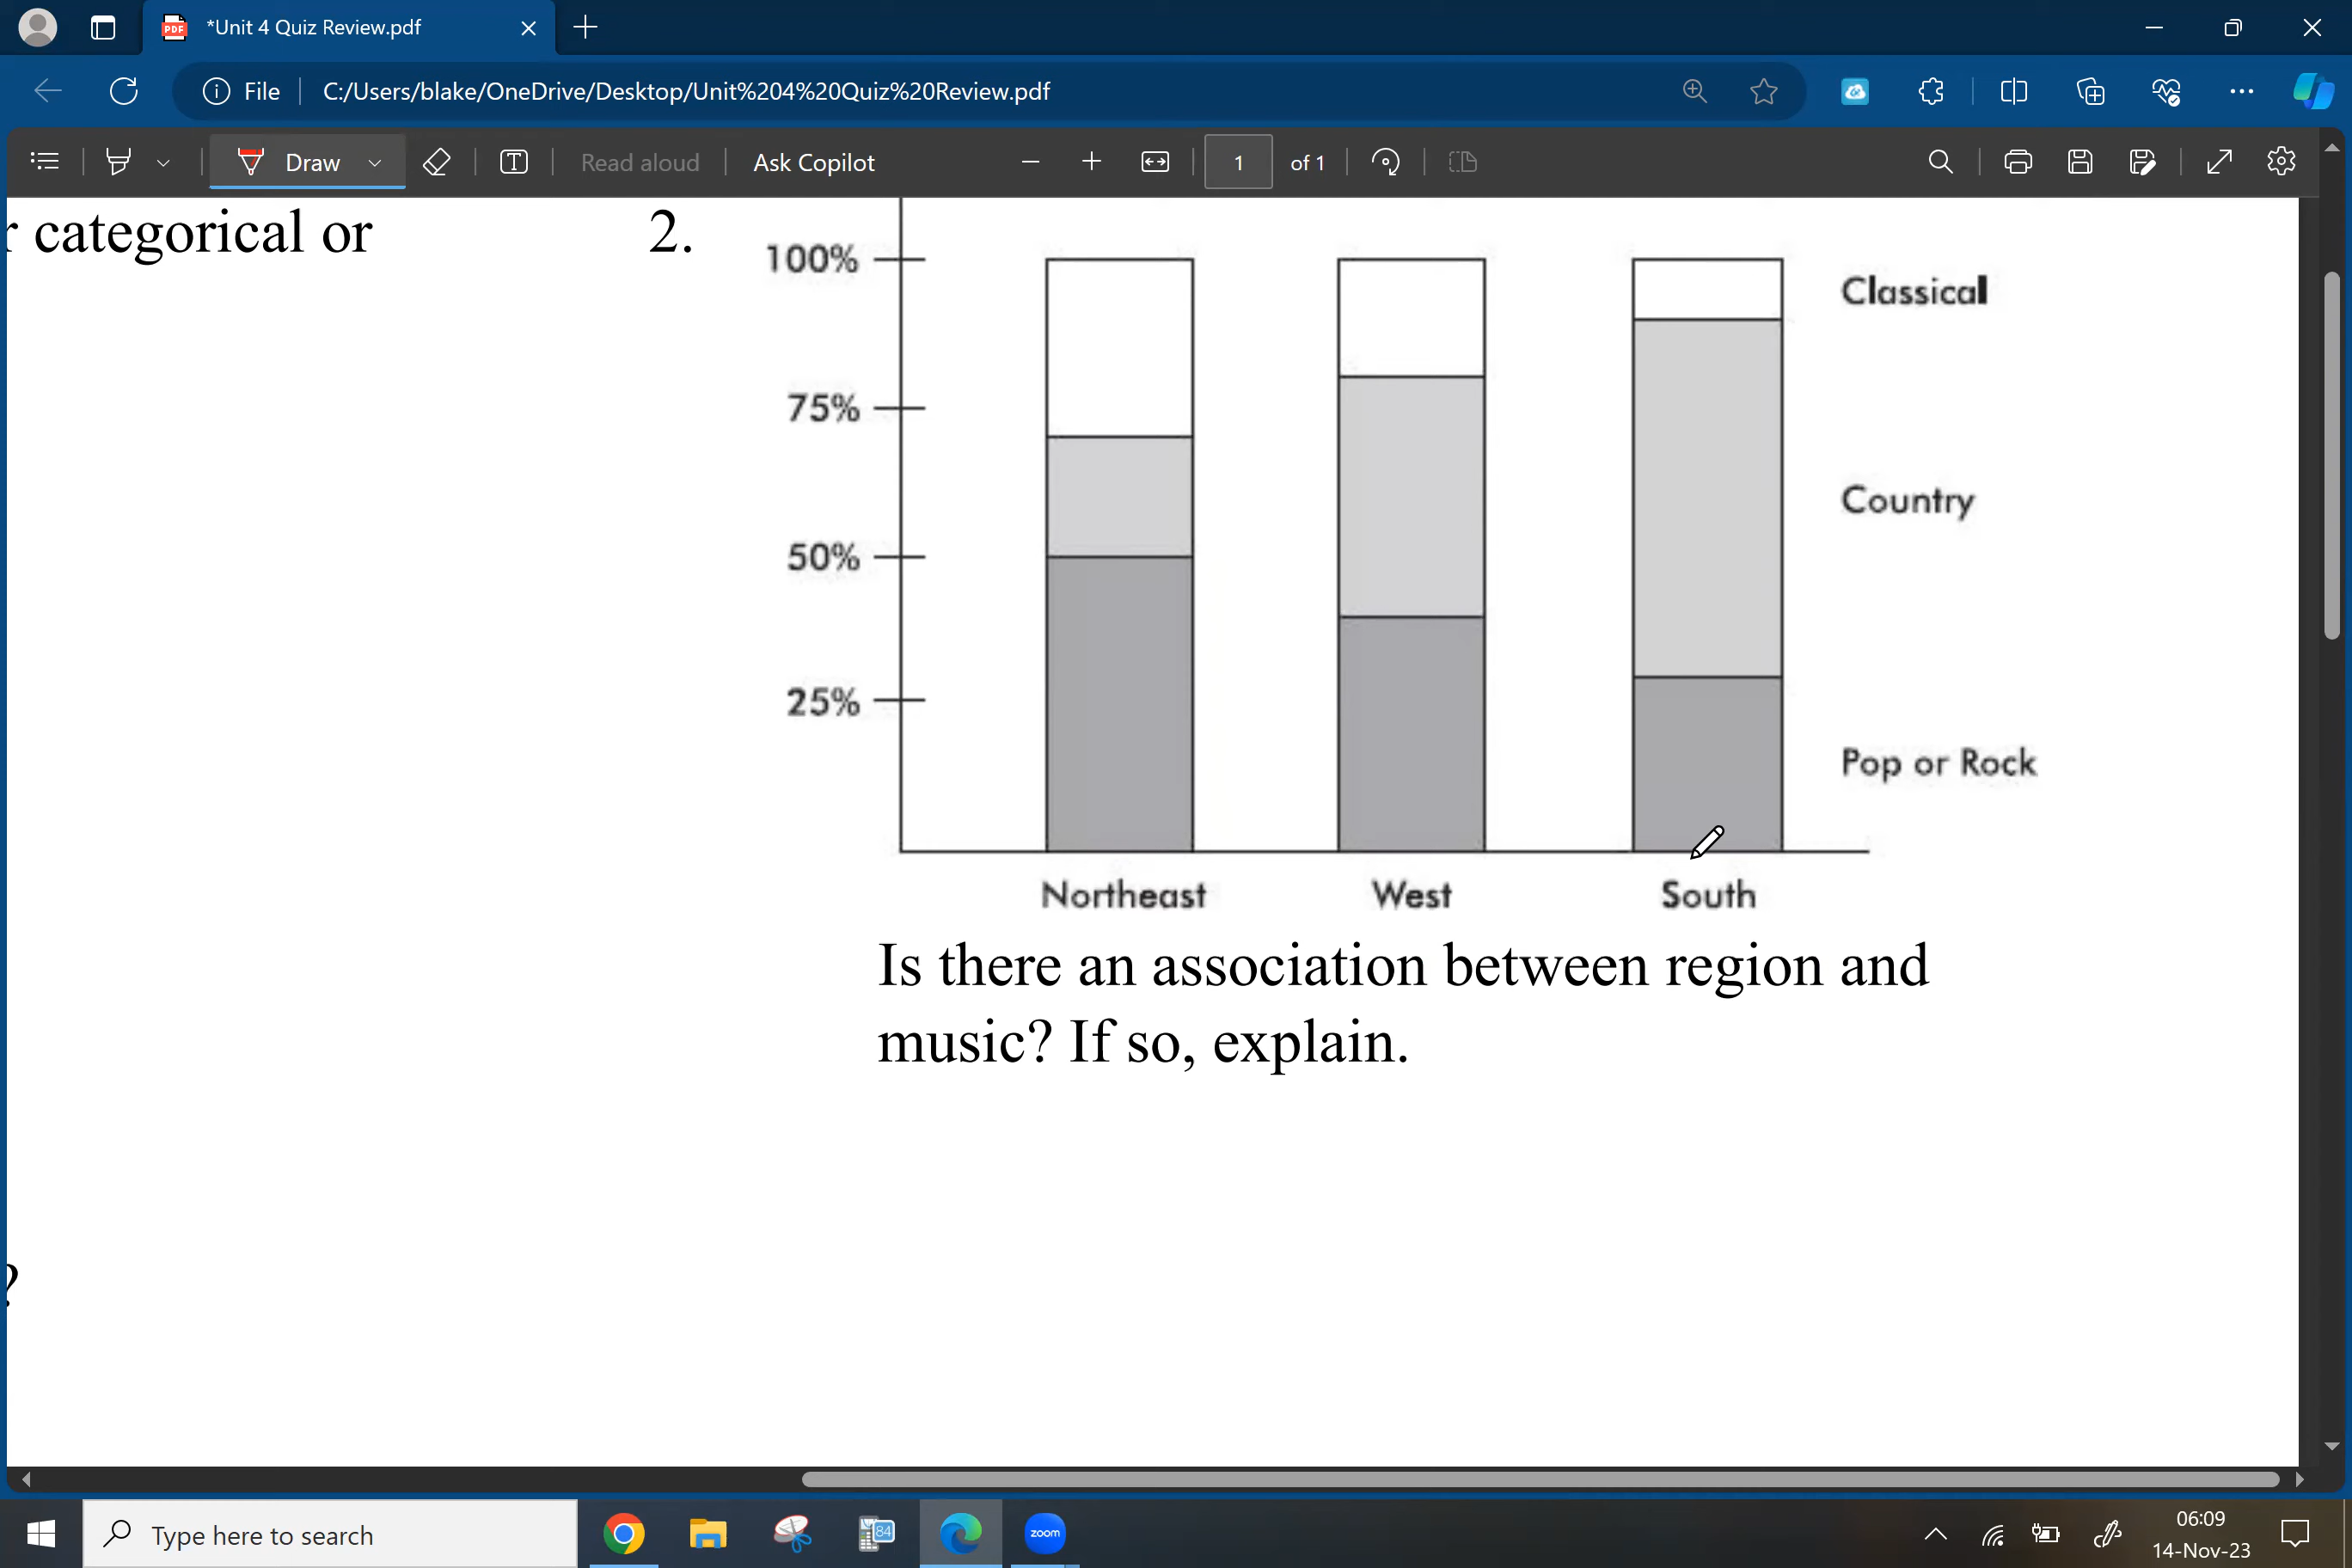 *Unit 4 Quiz Review.pdf
File
C:/Users/blake/OneDrive/Desktop/Unit%204%20Quiz%20Review.pdf
Draw
Read aloud
Ask Copilot
1
of 1
r categorical or
2.
100%
75%
50%
25%
Classical
Country
Pop or Rock
Northeast
West
South
Is there an association between region and
music? If so, explain.
?
Type here to search
84
zoom
06:09
14-Nov-23
PDF